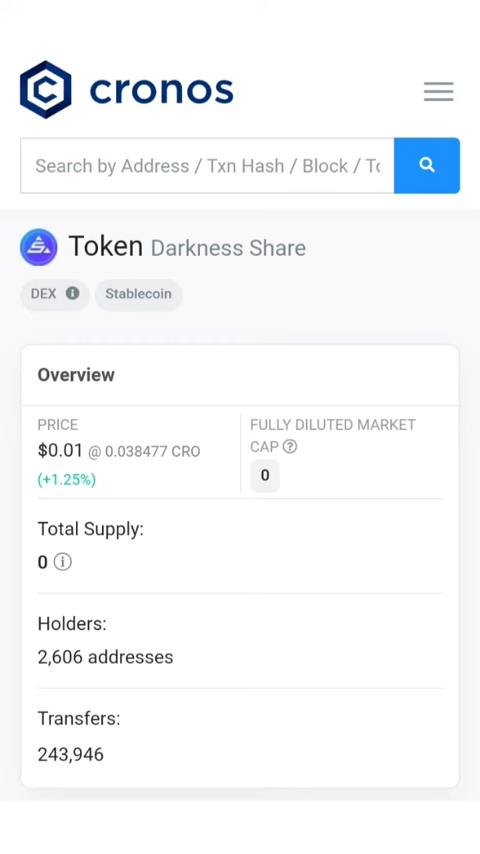 cronos
Search by Address / Txn Hash / Block / To
Token Darkness Share
DEX
Stablecoin
Overview
PRICE
$0.01 @ 0.038477 CRO
(+1.25%)
FULLY DILUTED MARKET
CAP
0
Total Supply:
0
Holders:
2,606 addresses
Transfers:
243,946